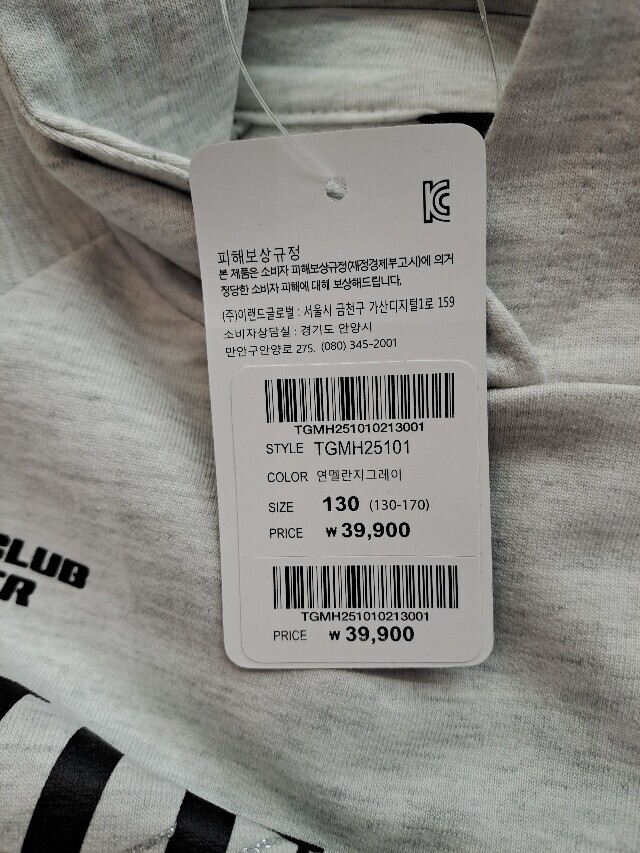 피해보상규정
본 제품은 소비자 피해보상규정(재정경제부고시)에 의거
정당한 소비자 피해에 대해 보상해드립니다.
(주)이랜드글로벌 : 서울시 금천구 가산디지털1로 159
소비자상담실 : 경기도 안양시
만안구안양로 275. (080) 345-2001
TGMH251010213001
STYLE TGMH25101
COLOR 연멜란지그레이
SIZE 130 (130-170)
PRICE ₩39,900
TGMH251010213001
PRICE ₩39,900
CLUB